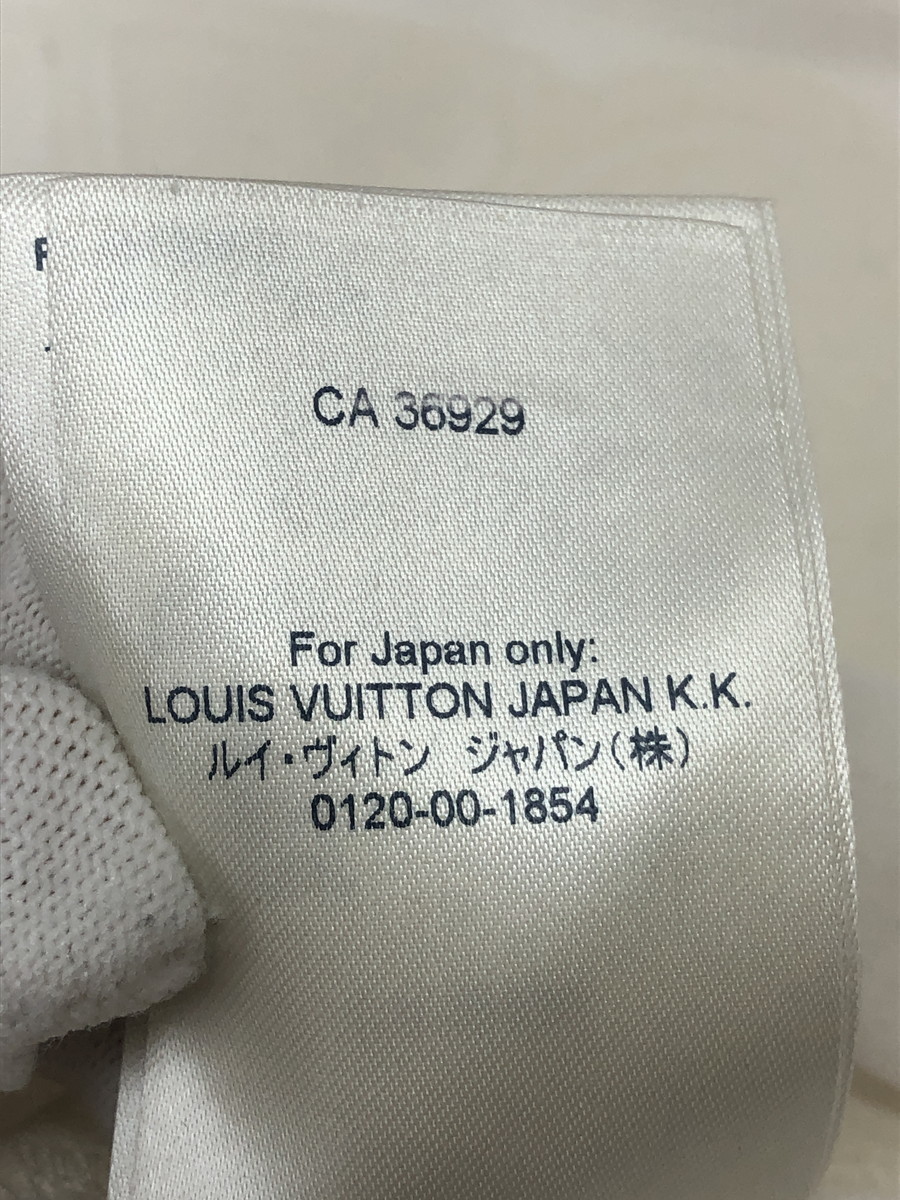 CA 36929
For Japan only:
LOUIS VUITTON JAPAN K.K.
ルイ・ヴィトン　ジャパン(株)
0120-00-1854